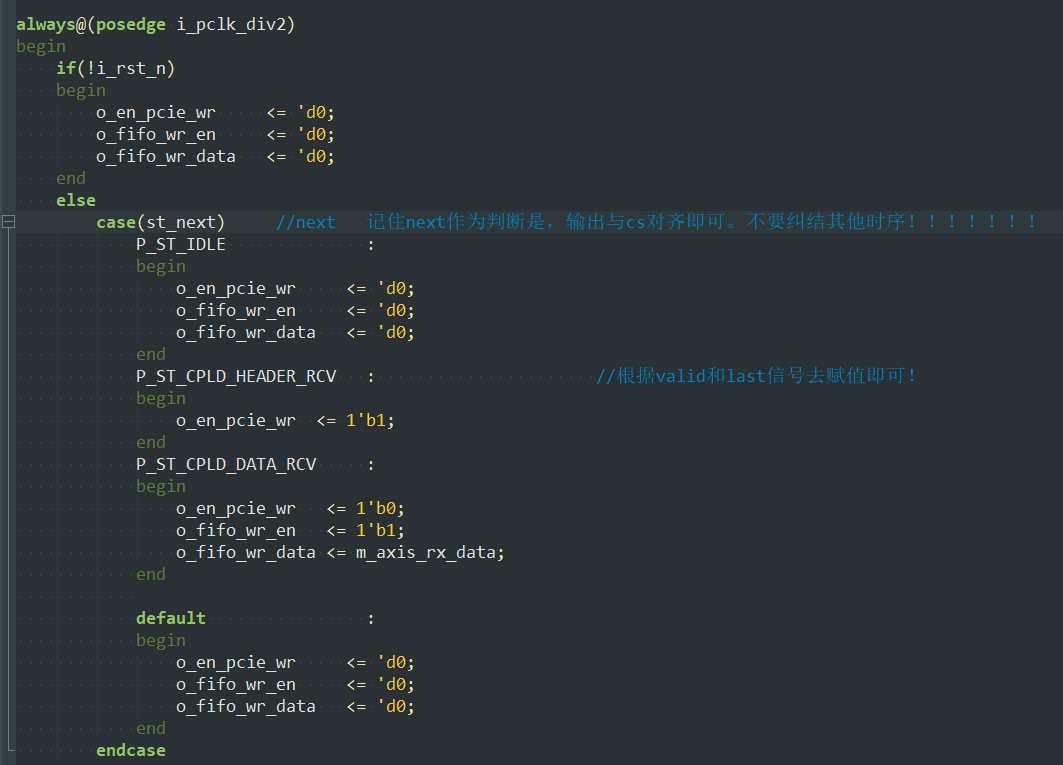 always@(posedge i_pclk_div2)
begin
    if(!i_rst_n)
    begin
        o_en_pcie_wr     <= 'd0;
        o_fifo_wr_en     <= 'd0;
        o_fifo_wr_data   <= 'd0;
    end
    else
        case(st_next)     //next   记住next作为判断是，输出与cs对齐即可。不要纠结其他时序！！！！！！！
            P_ST_IDLE              :
            begin
                o_en_pcie_wr     <= 'd0;
                o_fifo_wr_en     <= 'd0;
                o_fifo_wr_data   <= 'd0;
            end
            P_ST_CPLD_HEADER_RCV   :                      //根据valid和last信号去赋值即可！
            begin
                o_en_pcie_wr  <= 1'b1;
            end
            P_ST_CPLD_DATA_RCV     :
            begin
                o_en_pcie_wr   <= 1'b0;
                o_fifo_wr_en   <= 1'b1;
                o_fifo_wr_data <= m_axis_rx_data;
            end

            default                :
            begin
                o_en_pcie_wr     <= 'd0;
                o_fifo_wr_en     <= 'd0;
                o_fifo_wr_data   <= 'd0;
            end
        endcase